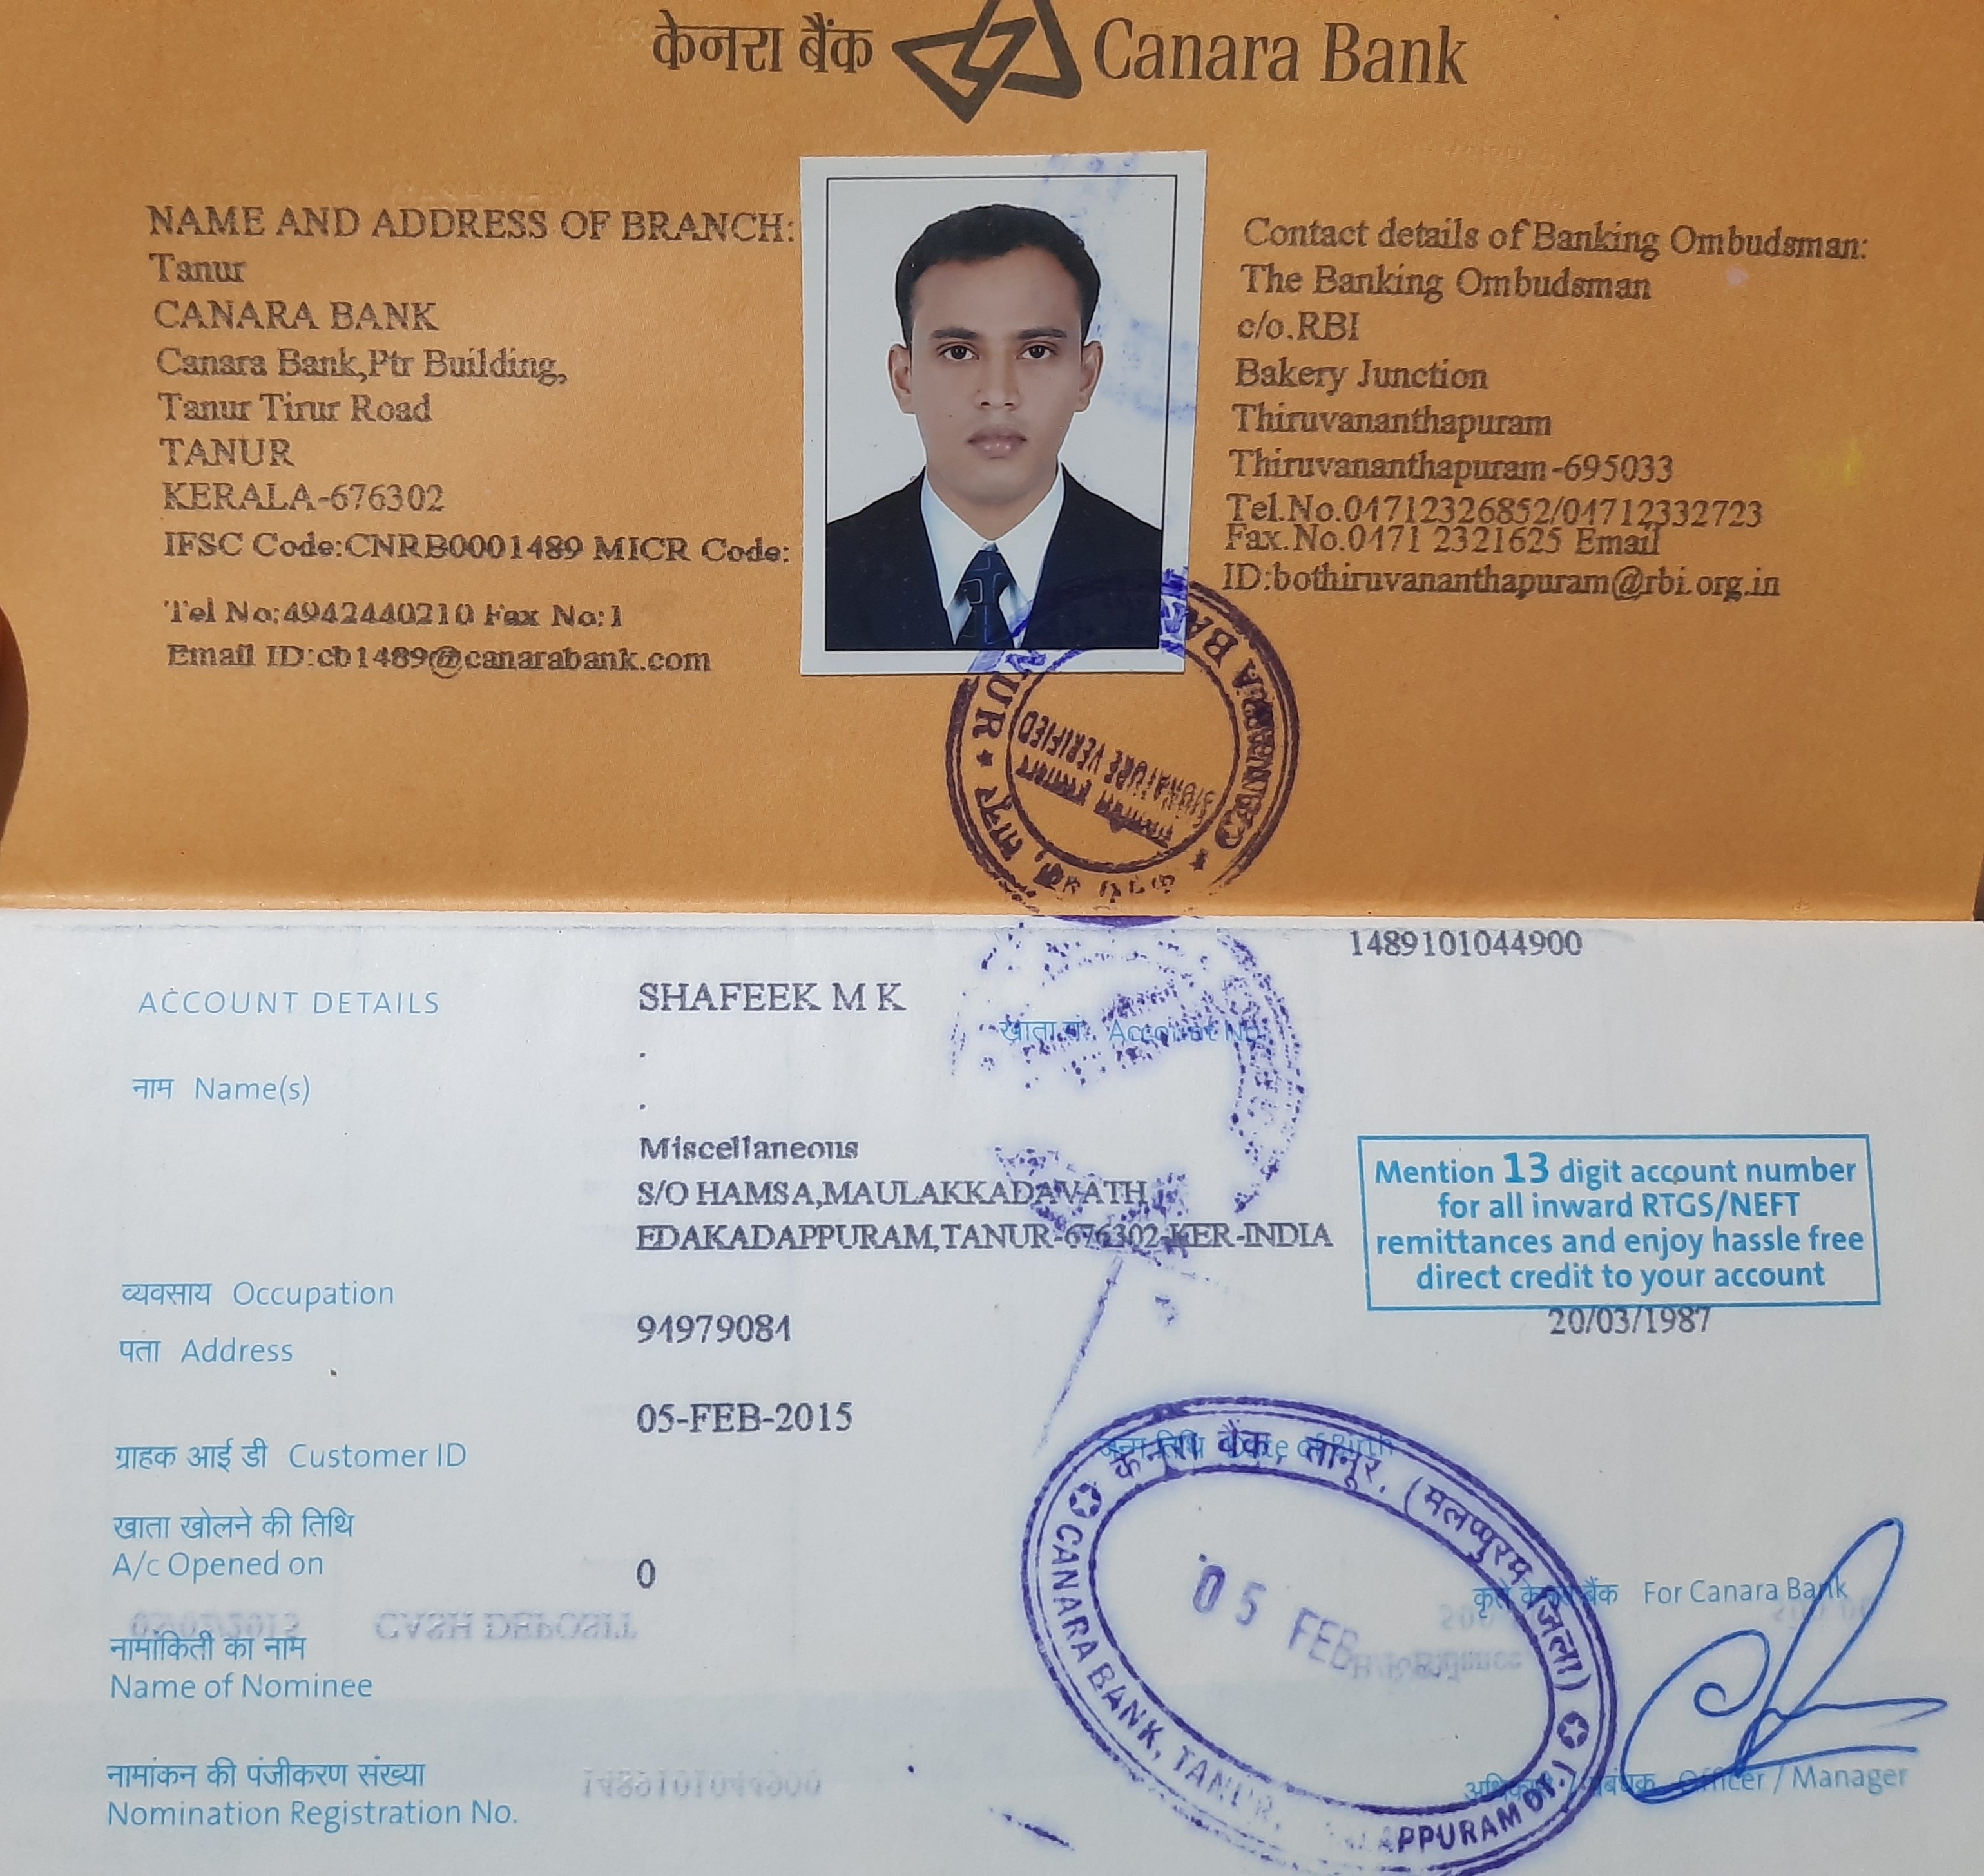 केनरा बैंक Canara Bank
NAME AND ADDRESS OF BRANCH:
Tanur
CANARA BANK
Canara Bank,Ptr Building,
Tanur Tirur Road
TANUR
KERALA-676302
IFSC Code:CNRB0001489 MICR Code:
Tel No:4942440210 Fax No:1
Email ID:cb1489@canarabank.com
Contact details of Banking Ombudsman:
The Banking Ombudsman
c/o.RBI
Bakery Junction
Thiruvananthapuram
Thiruvananthapuram-695033
Tel.No.04712326852/04712332723
Fax.No.0471 2321625 Email
ID:bothiruvananthapuram@rbi.org.in
SIGNATURE VERIFIED
1489101044900
ACCOUNT DETAILS
SHAFEEK M K
खाता सं. Account No.
.
नाम Name(s)
.
Miscellaneous
S/O HAMSA,MAULAKKADAVATH
EDAKADAPPURAM,TANUR-676302-KER-INDIA
Mention 13 digit account number
for all inward RTGS/NEFT
remittances and enjoy hassle free
direct credit to your account
व्यवसाय Occupation
पता Address
94979084
20/03/1987
05-FEB-2015
ग्राहक आई डी Customer ID
जन्म तिथि Date of Birth
खाता खोलने की तिथि
A/c Opened on
0
नामांकिती का नाम
Name of Nominee
नामांकन की पंजीकरण संख्या
Nomination Registration No.
केनरा बैंक, तानूर. (मलप्पुरम जिला)
05 FEB
CANARA BANK, TANUR, MALAPPURAM DT.
कृते केनरा बैंक For Canara Bank
अधिकारी / प्रबंधक Officer / Manager